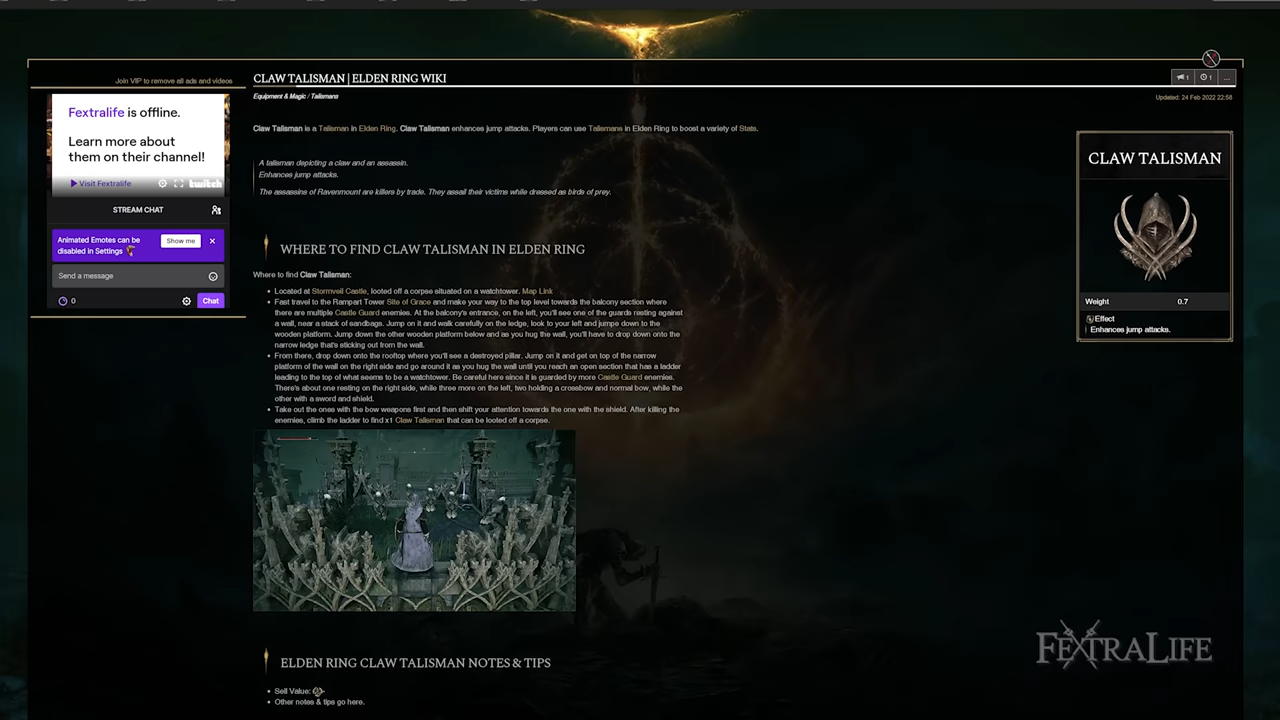 Join VIP to remove all ads and videos
Fextralife is offline.
Learn more about
them on their channel!
Visit Fextralife
twitch
STREAM CHAT
Animated Emotes can be
disabled in Settings
Show me
Send a message
0
Chat
CLAW TALISMAN | ELDEN RING WIKI
1
1
...
Equipment & Magic / Talismans
Updated: 24 Feb 2022 22:58
Claw Talisman is a Talisman in Elden Ring. Claw Talisman enhances jump attacks. Players can use Talismans in Elden Ring to boost a variety of Stats.
A talisman depicting a claw and an assassin.
Enhances jump attacks.
The assassins of Ravenmount are killers by trade. They assail their victims while dressed as birds of prey.
WHERE TO FIND CLAW TALISMAN IN ELDEN RING
Where to find Claw Talisman:
• Located at Stormveil Castle, looted off a corpse situated on a watchtower. Map Link
• Fast travel to the Rampart Tower Site of Grace and make your way to the top level towards the balcony section where
there are multiple Castle Guard enemies. At the balcony's entrance, on the left, you'll see one of the guards resting against
a wall, near a stack of sandbags. Jump on it and walk carefully on the ledge, look to your left and jumpe down to the
wooden platform. Jump down the other wooden platform below and as you hug the wall, you'll have to drop down onto the
narrow ledge that's sticking out from the wall.
• From there, drop down onto the rooftop where you'll see a destroyed pillar. Jump on it and get on top of the narrow
platform of the wall on the right side and go around it as you hug the wall until you reach an open section that has a ladder
leading to the top of what seems to be a watchtower. Be careful here since it is guarded by more Castle Guard enemies.
There's about one resting on the right side, while three more on the left, two holding a crossbow and normal bow, while the
other with a sword and shield.
• Take out the ones with the bow weapons first and then shift your attention towards the one with the shield. After killing the
enemies, climb the ladder to find x1 Claw Talisman that can be looted off a corpse.
ELDEN RING CLAW TALISMAN NOTES & TIPS
• Sell Value:
• Other notes & tips go here.
CLAW TALISMAN
Weight 0.7
Effect
Enhances jump attacks.
FEXTRALIFE